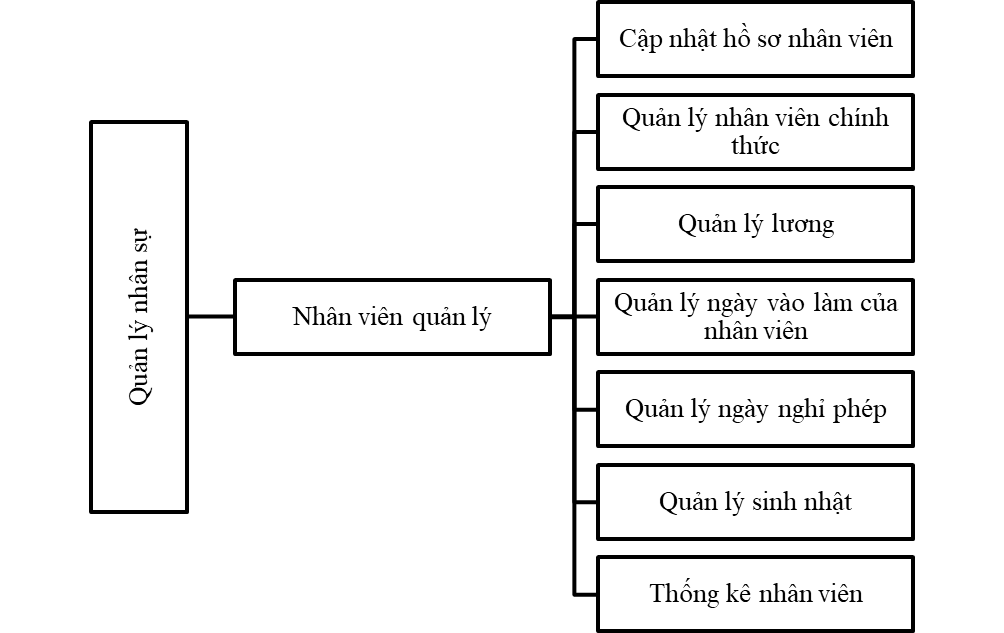 Quản lý nhân sự
Nhân viên quản lý
Cập nhật hồ sơ nhân viên
Quản lý nhân viên chính
thức
Quản lý lương
Quản lý ngày vào làm của
nhân viên
Quản lý ngày nghỉ phép
Quản lý sinh nhật
Thống kê nhân viên